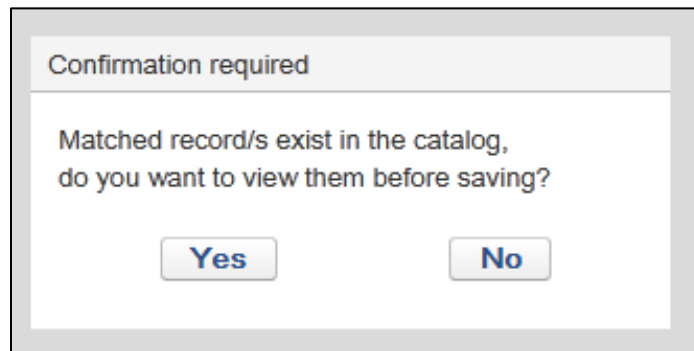 Confirmation required
Matched record/s exist in the catalog,
do you want to view them before saving?
Yes No